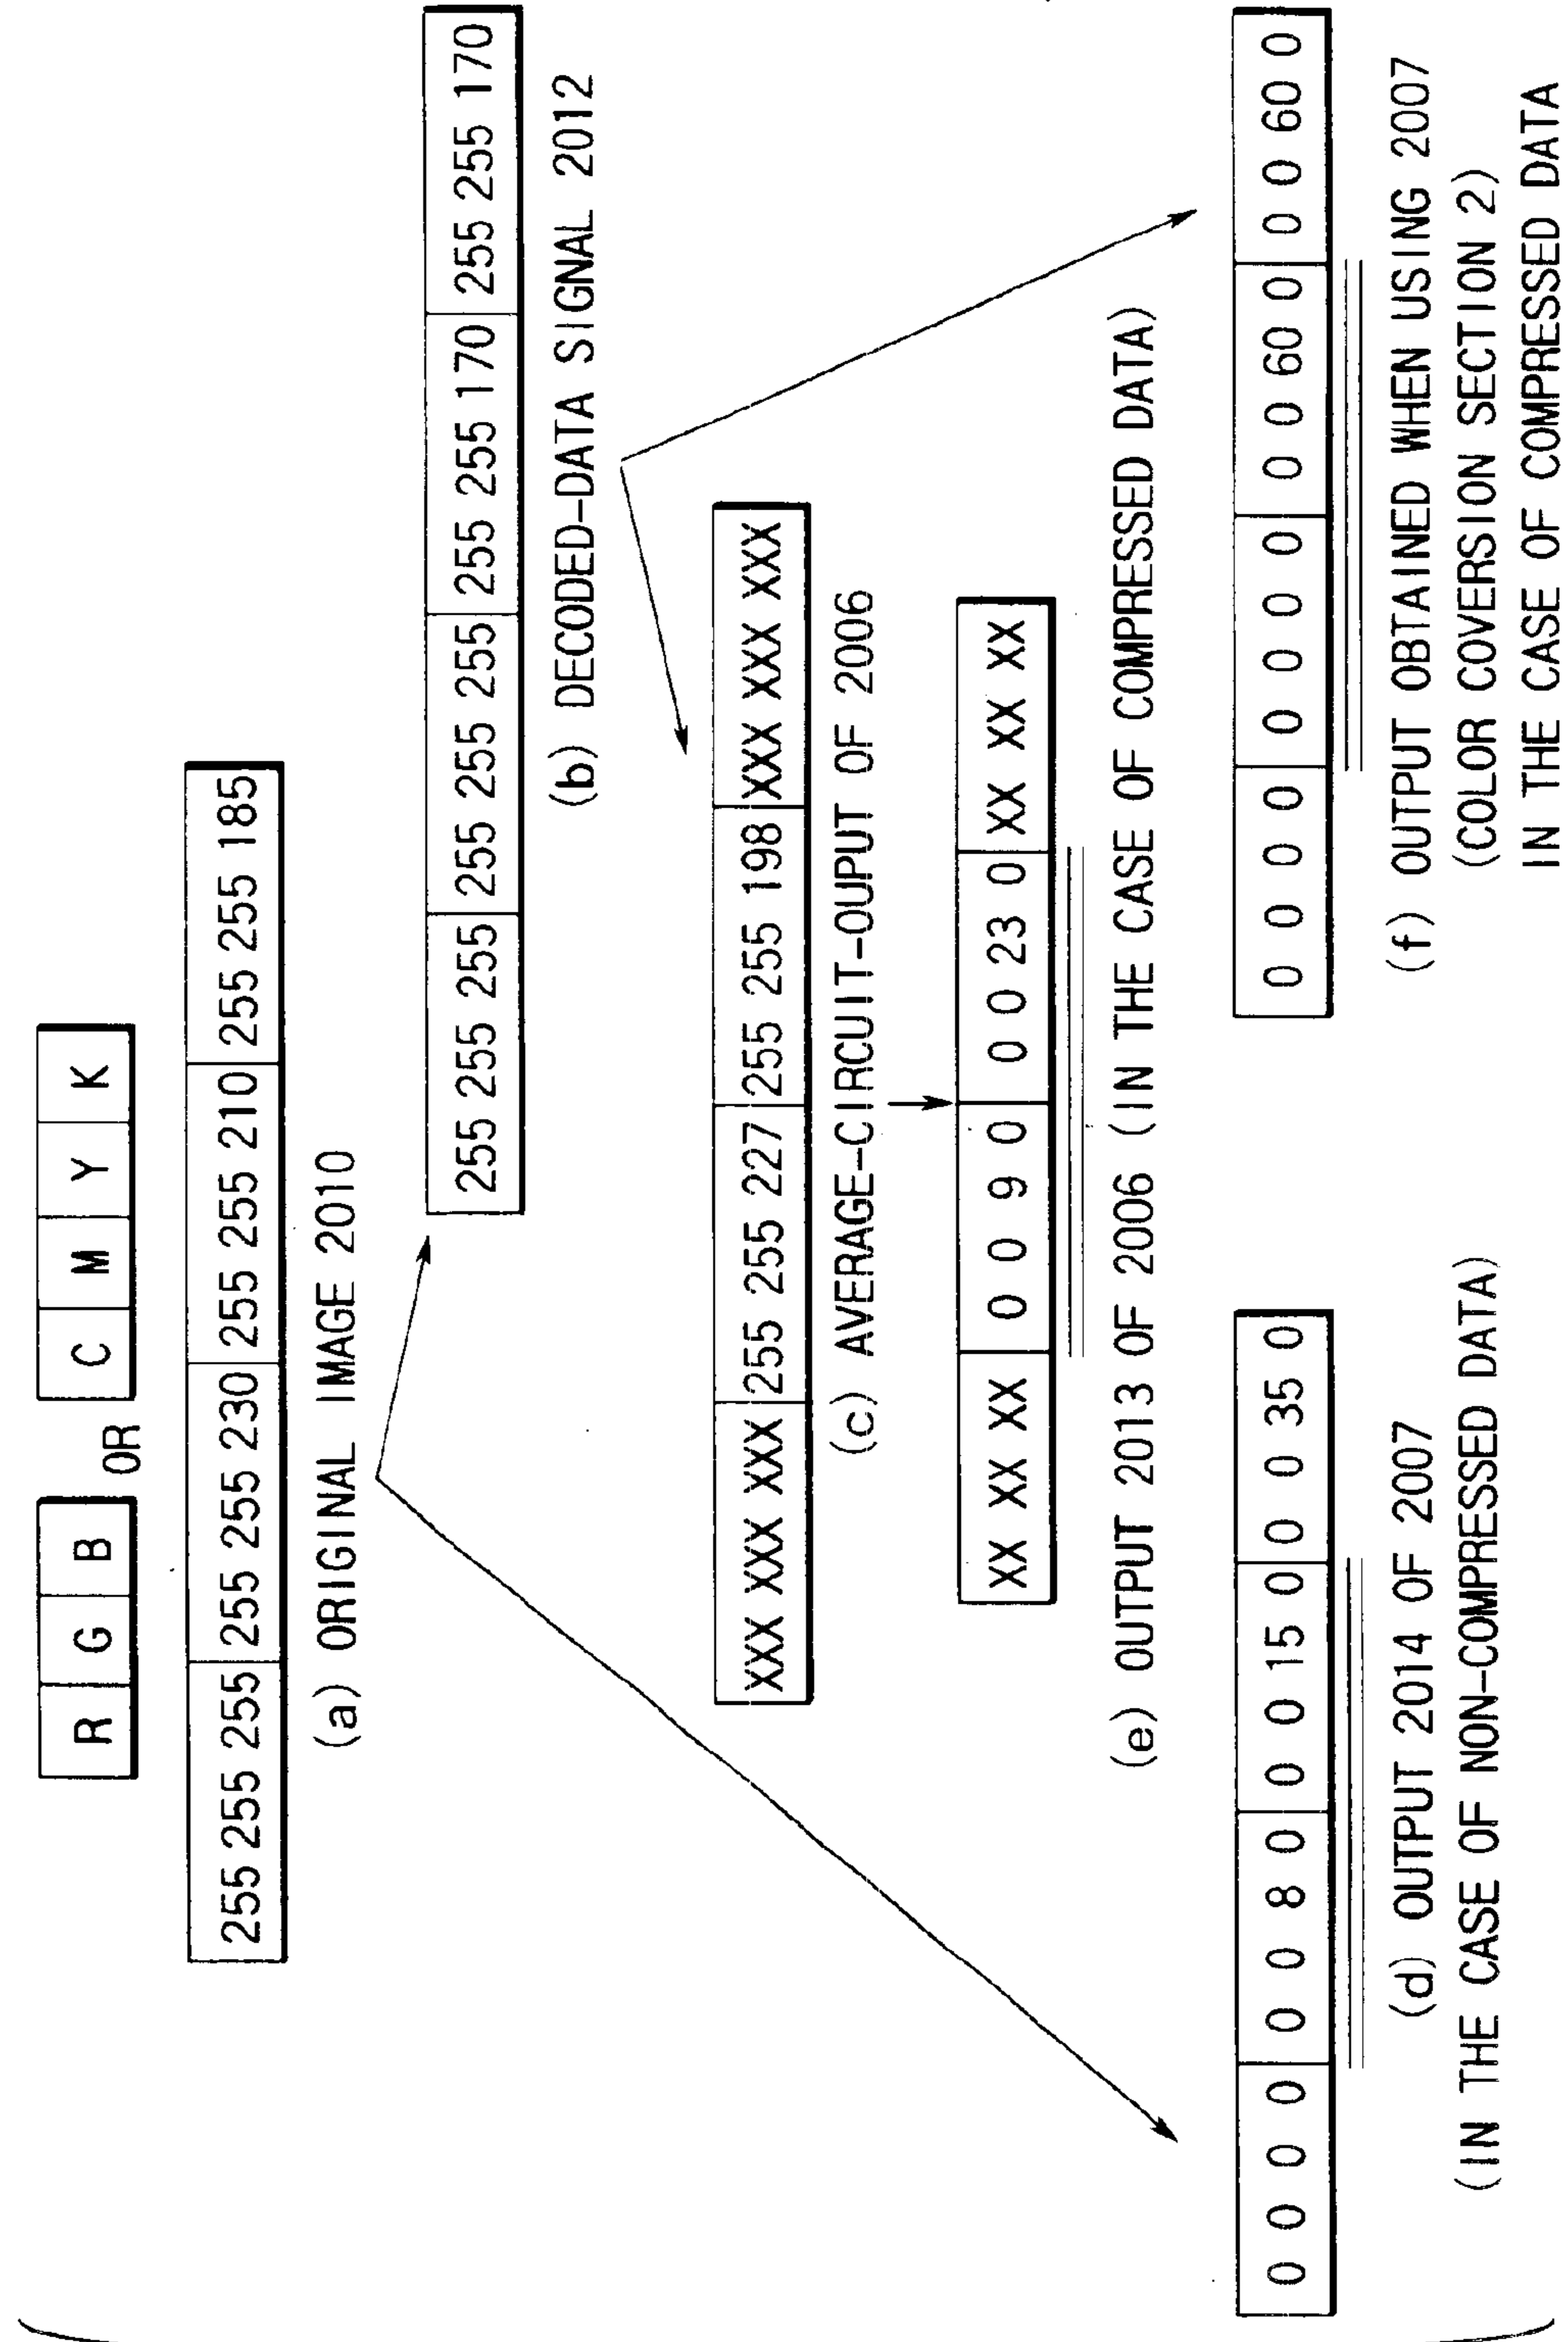 R G B OR C M Y K
255 255 255 255 255 230 255 255 210 255 255 185
(a) ORIGINAL IMAGE 2010
255 255 255 255 255 255 255 255 170 255 255 170
(b) DECODED-DATA SIGNAL 2012
XXX XXX XXX 255 255 227 255 255 198 XXX XXX XXX
(c) AVERAGE-CIRCUIT-OUPUT OF 2006
XX XX XX XX 0 0 9 0 0 0 23 0 XX XX XX XX
(e) OUTPUT 2013 OF 2006 (IN THE CASE OF COMPRESSED DATA)
0 0 0 0 0 0 8 0 0 0 15 0 0 0 35 0
(d) OUTPUT 2014 OF 2007
(IN THE CASE OF NON-COMPRESSED DATA)
0 0 0 0 0 0 0 0 0 0 60 0 0 0 60 0
(f) OUTPUT OBTAINED WHEN USING 2007
(COLOR COVERSION SECTION 2)
IN THE CASE OF COMPRESSED DATA